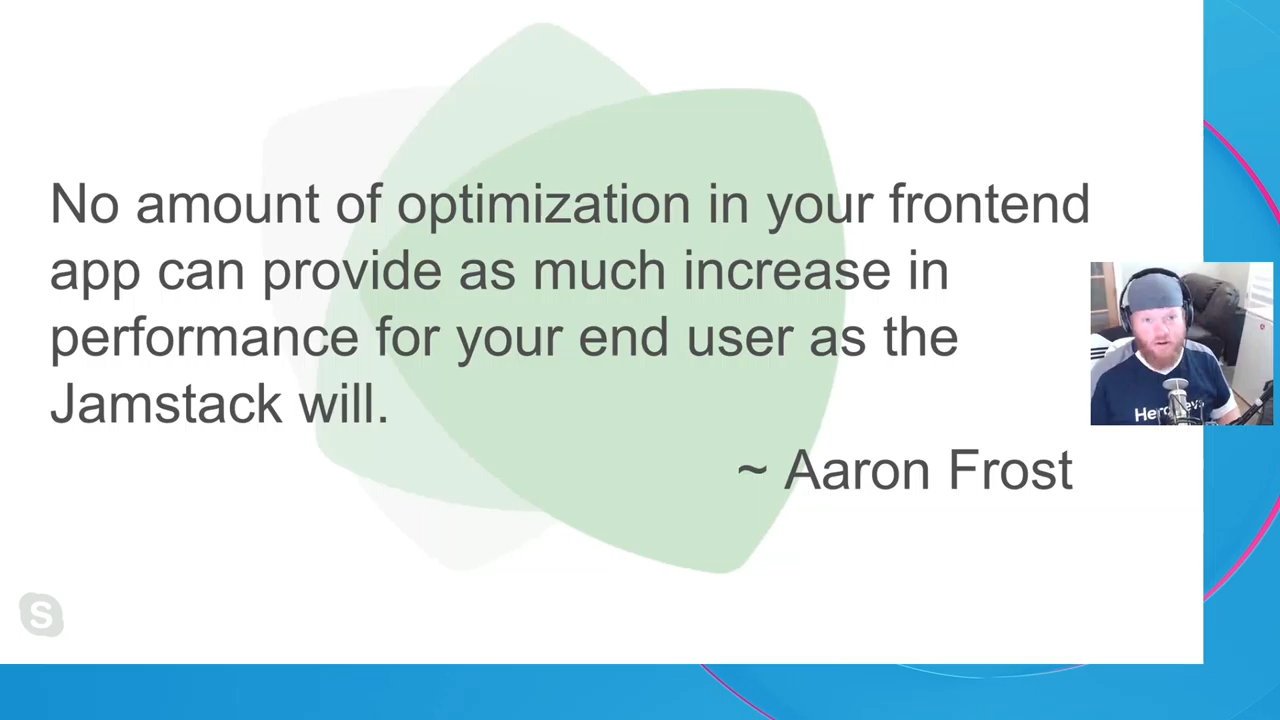 No amount of optimization in your frontend
app can provide as much increase in
performance for your end user as the
Jamstack will.
~ Aaron Frost
S